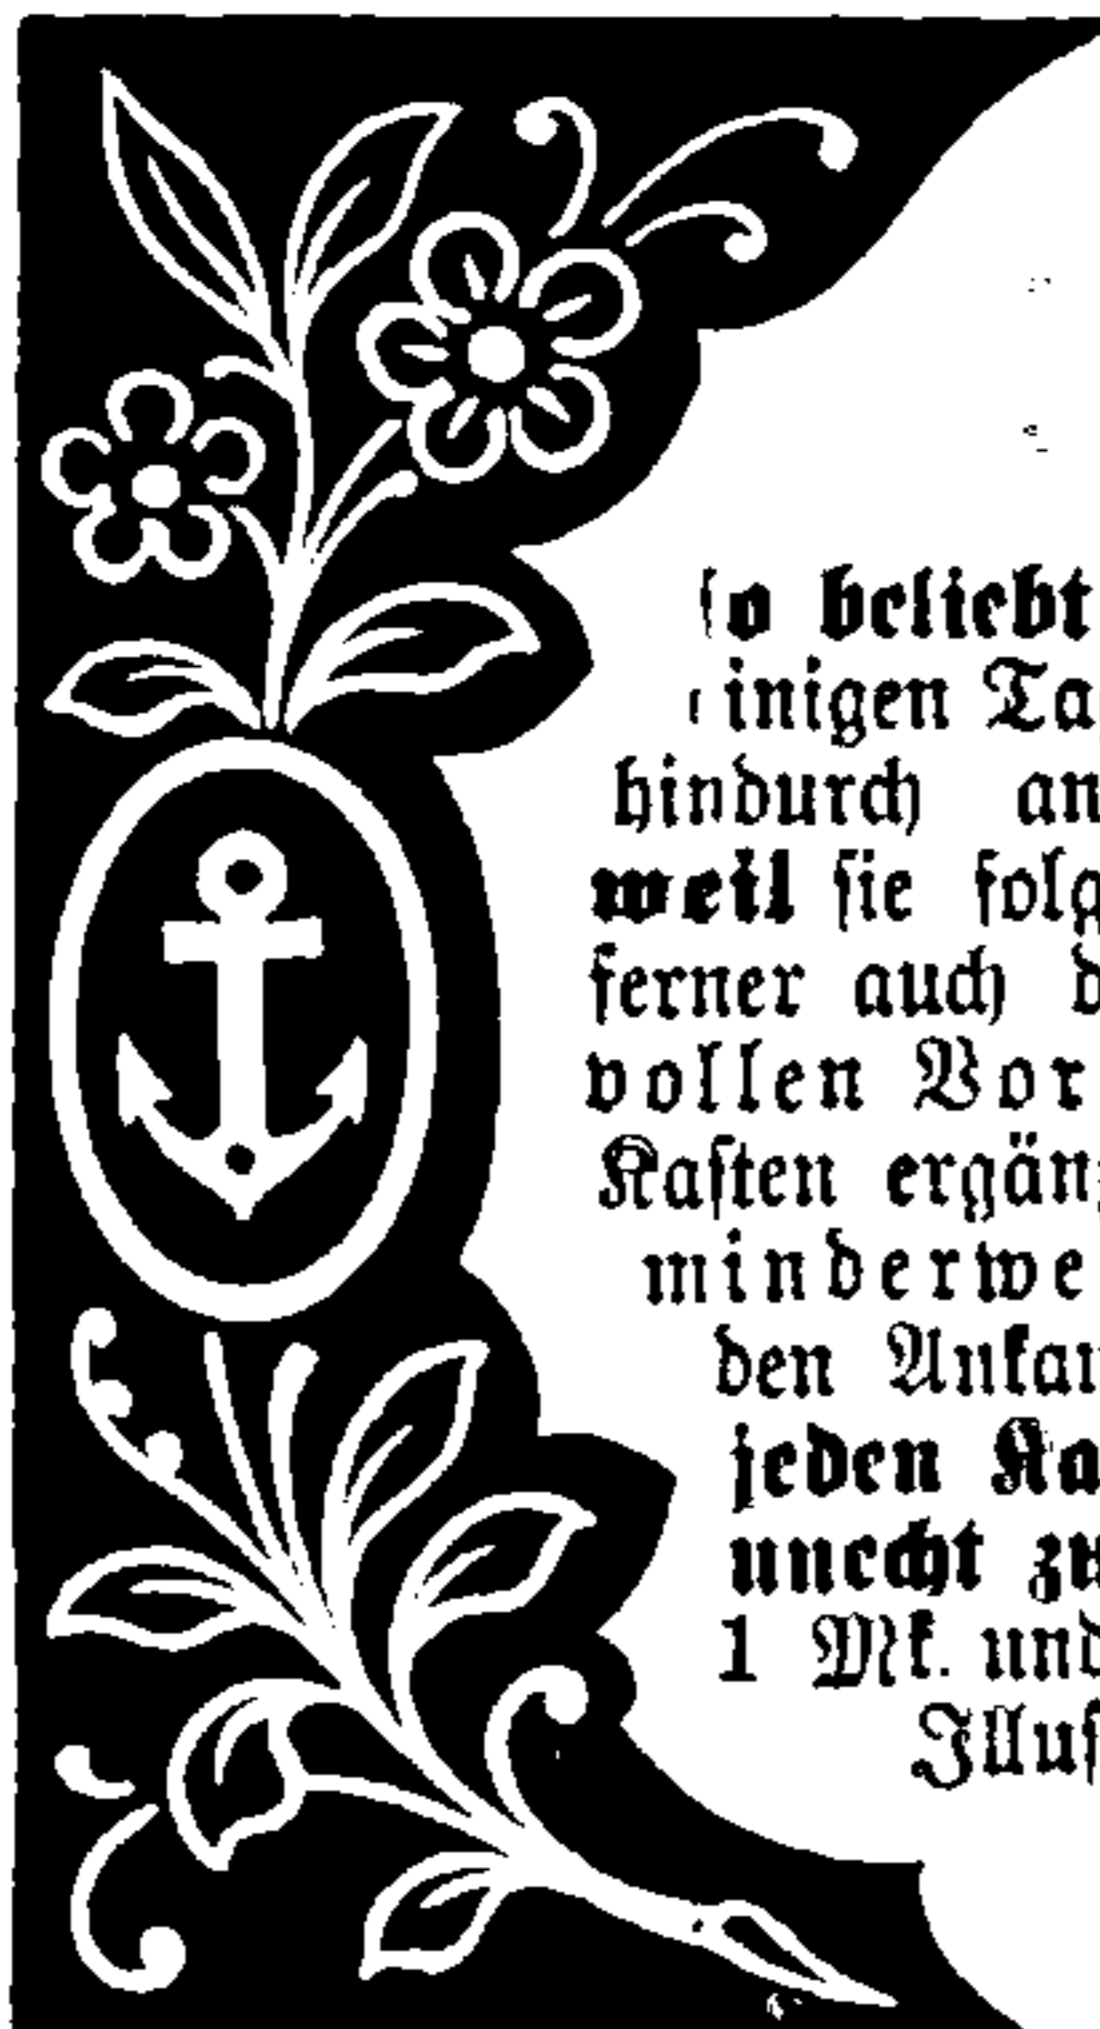 so beliebt
inigen Ta
hindurch an
weil sie folg
ferner auch d
vollen Vor
Kasten ergän
minderwe
den Ankau
jeden Ka
unecht zu
1 Mk. und
Illus